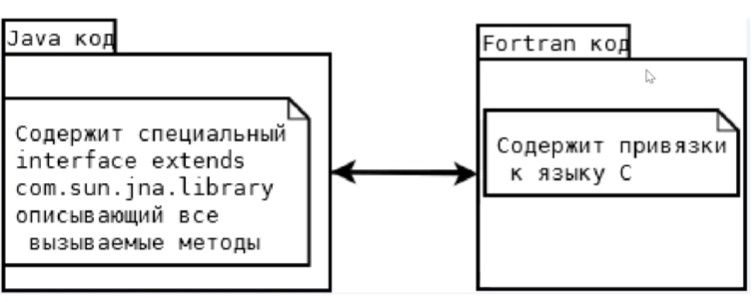 Java код
Содержит специальный
interface extends
com.sun.jna.library
описывающий все
вызываемые методы
Fortran код
Содержит привязки
к языку C